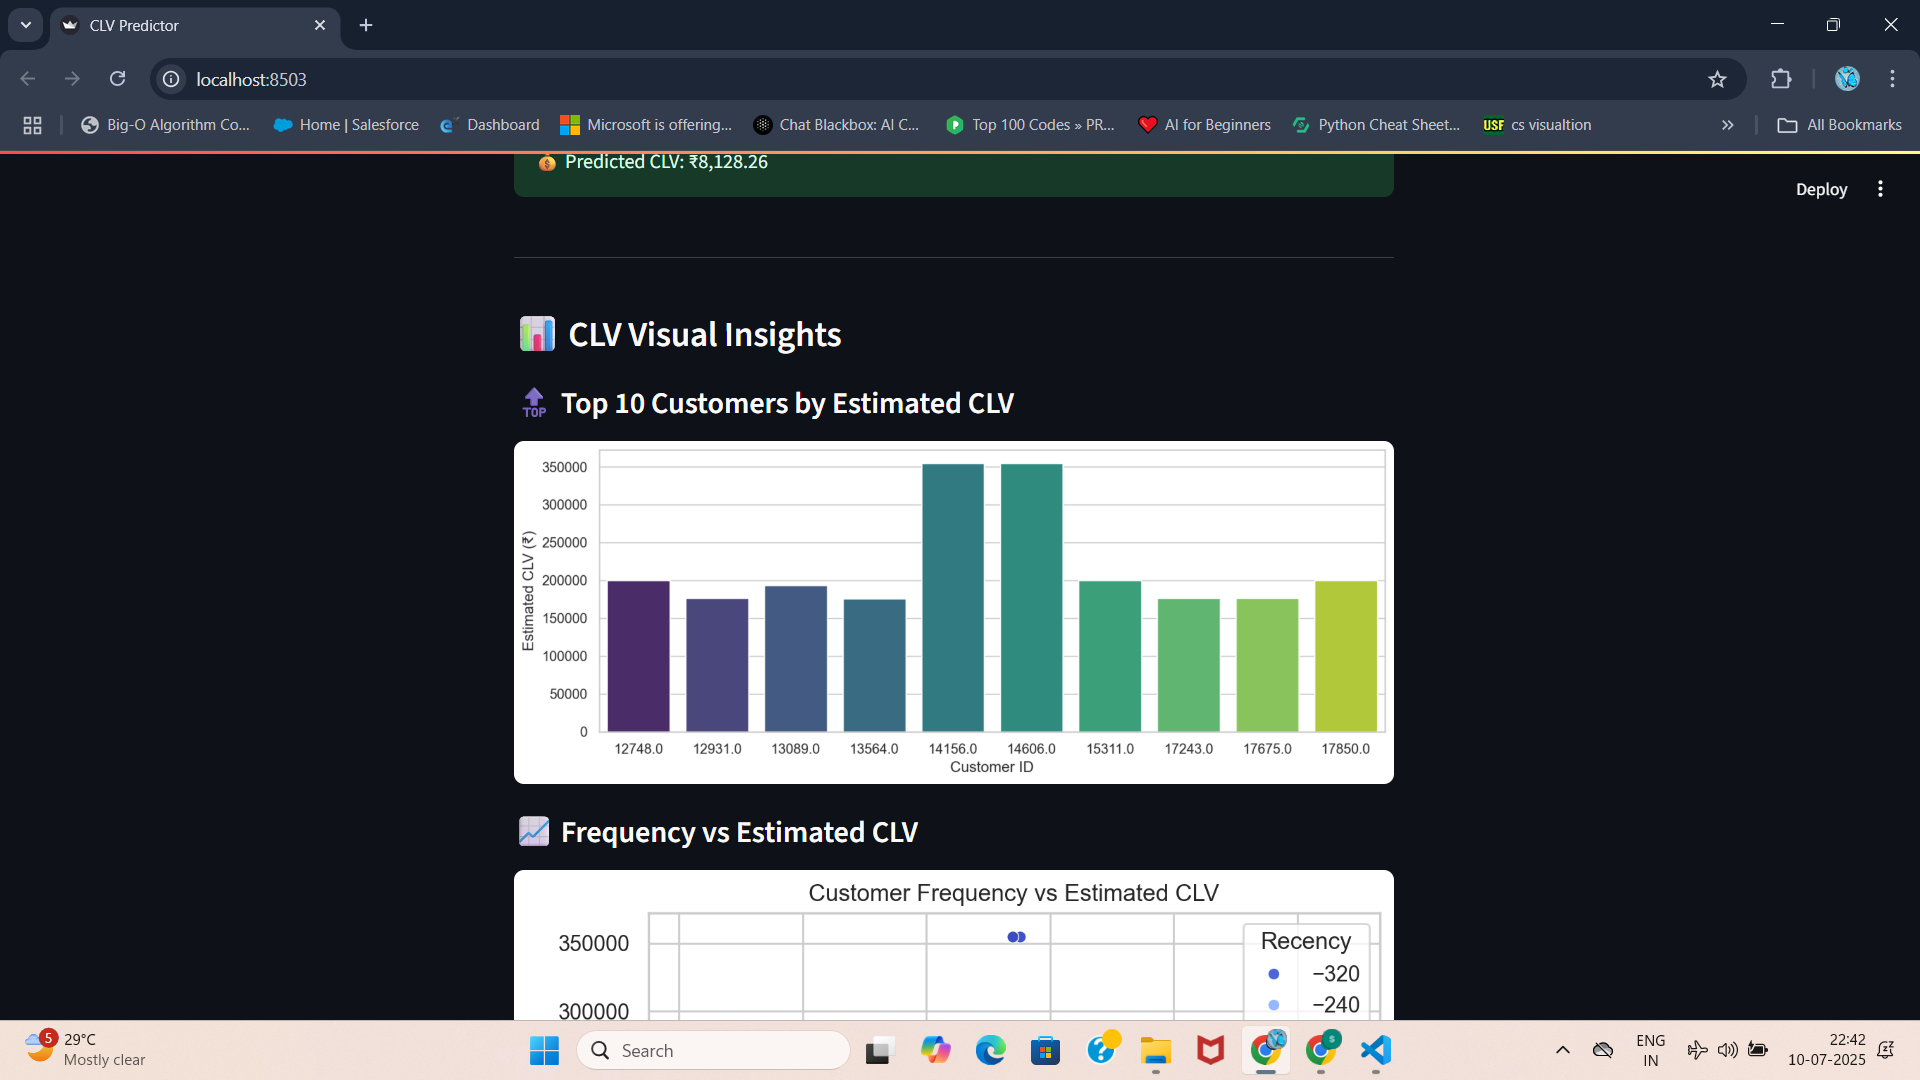 CLV Predictor
localhost:8503
Big-O Algorithm Co...
Home | Salesforce
Dashboard
Microsoft is offering...
Chat Blackbox: AI C...
Top 100 Codes » PR...
AI for Beginners
Python Cheat Sheet...
USF cs visualtion
»
All Bookmarks
Predicted CLV: ₹8,128.26
Deploy
CLV Visual Insights
TOP
Top 10 Customers by Estimated CLV
Estimated CLV (₹)
350000
300000
250000
200000
150000
100000
50000
0
12748.0 12931.0 13089.0 13564.0 14156.0 14606.0 15311.0 17243.0 17675.0 17850.0
Customer ID
Frequency vs Estimated CLV
Customer Frequency vs Estimated CLV
350000
300000
Recency
−320
−240
5
29°C
Mostly clear
Search
s
ENG
IN
22:42
10-07-2025